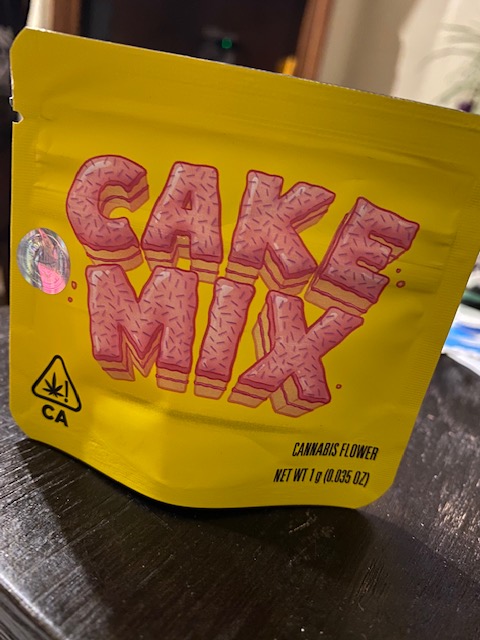 CAKE
MIX
CA
CANNABIS FLOWER
NET WT 1 g (0.035 OZ)